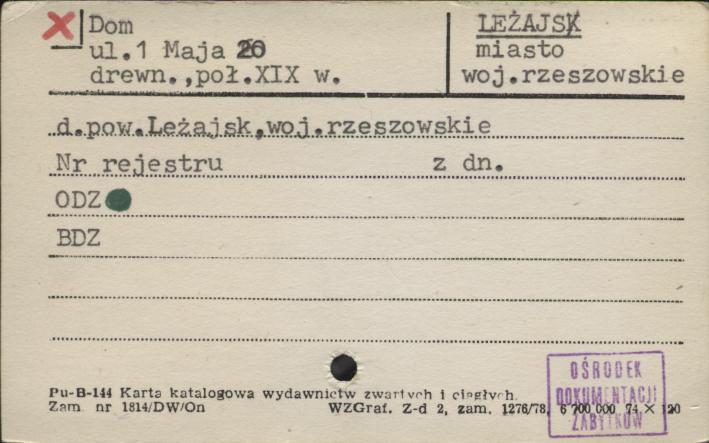 Dom
ul.1 Maja 20
drewn.,poł.XIX w.
LEŻAJSK
miasto
woj.rzeszowskie
d.pow.Leżajsk,woj.rzeszowskie
Nr rejestru z dn.
ODZ
BDZ
Pu-B-144 Karta katalogowa wydawnictw zwartych i ciągłych.
Zam. nr 1814/DW/On WZGraf. Z-d 2, zam. 1276/78, 6 700 000 74 × 120
OŚRODEK
DOKUMENTACJI
ZABYTKÓW